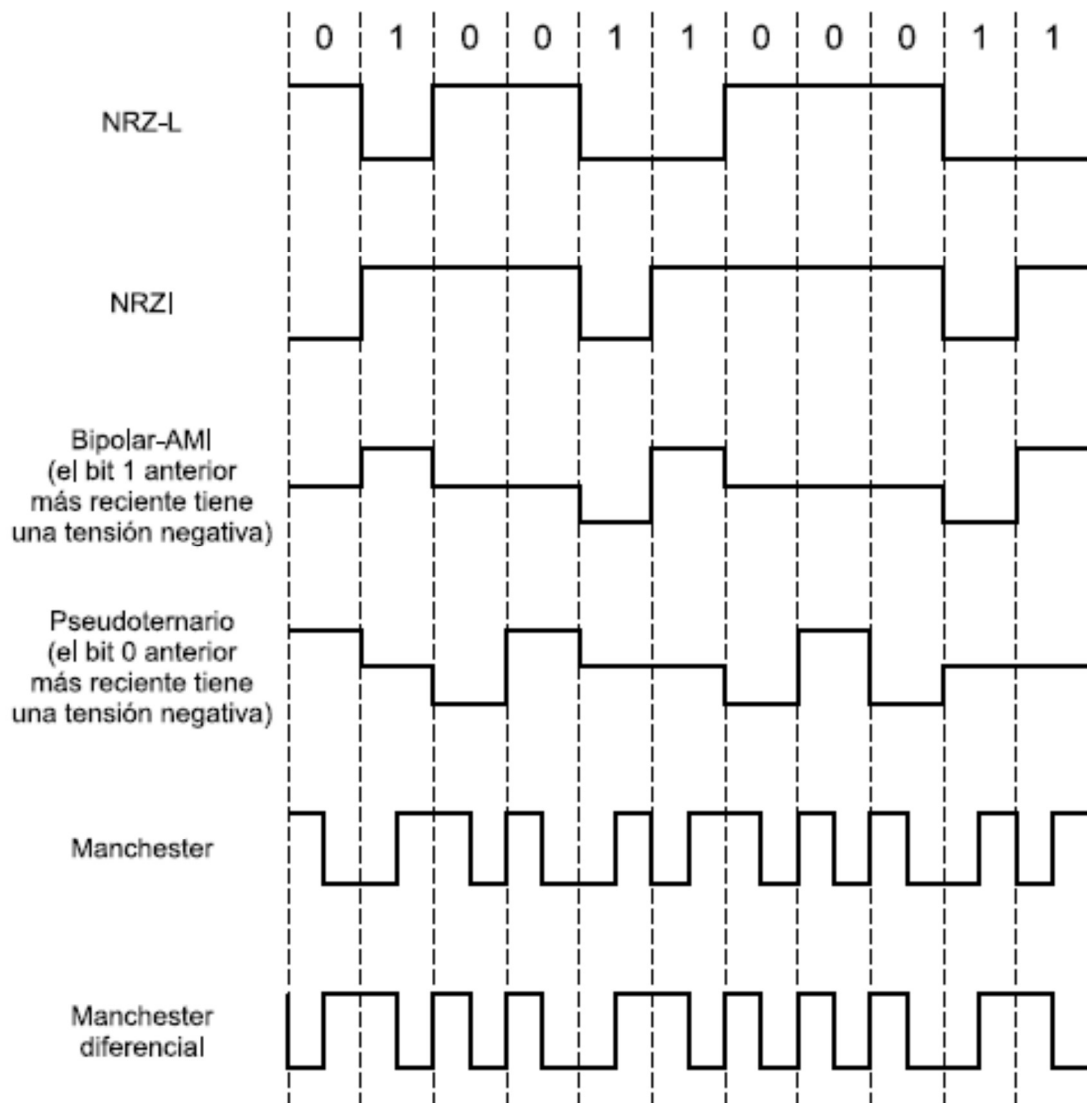 0 1 0 0 1 1 0 0 0 1 1
NRZ-L
NRZI
Bipolar-AMI
(el bit 1 anterior
más reciente tiene
una tensión negativa)
Pseudoternario
(el bit 0 anterior
más reciente tiene
una tensión negativa)
Manchester
Manchester
diferencial